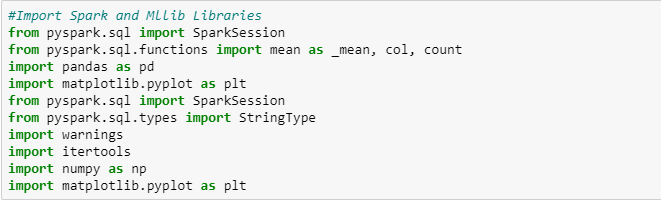 #Import Spark and Mllib Libraries
from pyspark.sql import SparkSession
from pyspark.sql.functions import mean as _mean, col, count
import pandas as pd
import matplotlib.pyplot as plt
from pyspark.sql import SparkSession
from pyspark.sql.types import StringType
import warnings
import itertools
import numpy as np
import matplotlib.pyplot as plt